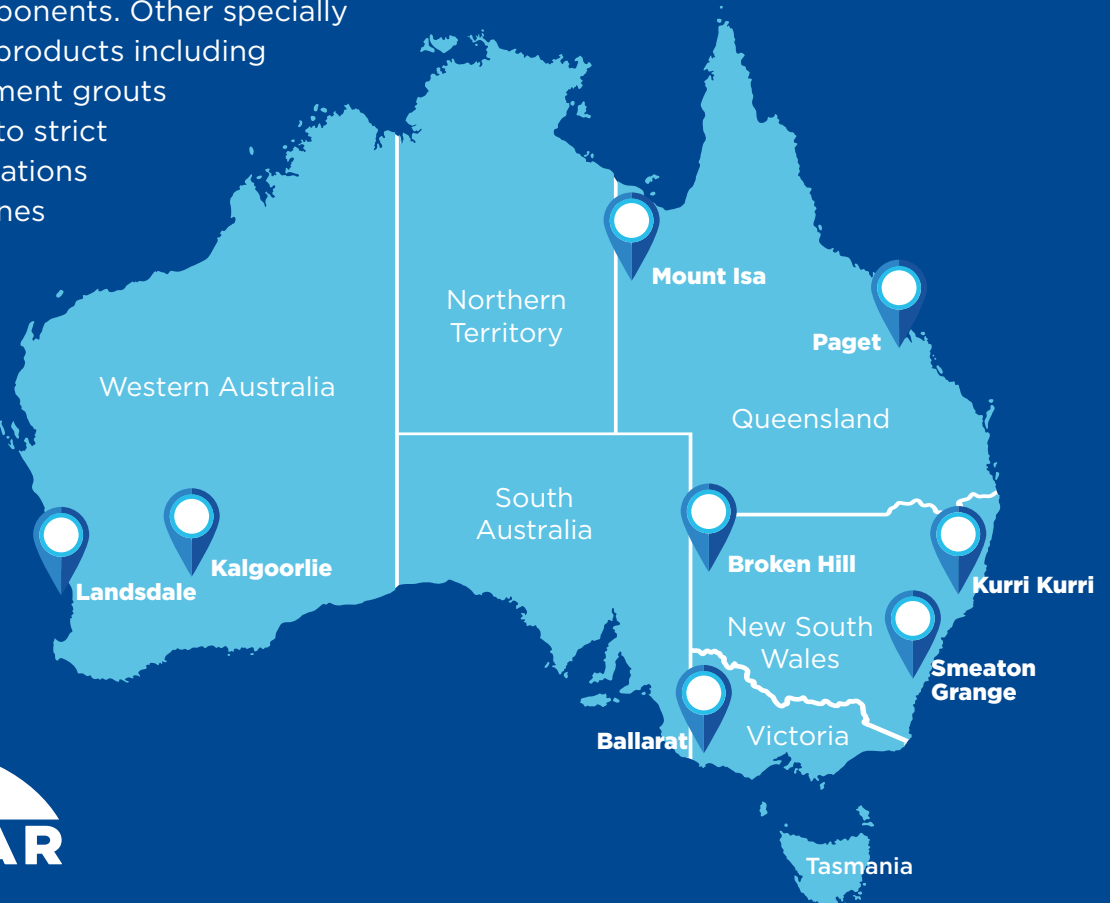 ponents. Other specially
products including
ment grouts
to strict
ations
nes
Mount Isa
Northern
Territory
Paget
Western Australia
Queensland
South
Australia
Broken Hill
Kalgoorlie
Landsdale
Kurri Kurri
New South
Wales
Smeaton
Grange
Ballarat
Victoria
AR
Tasmania